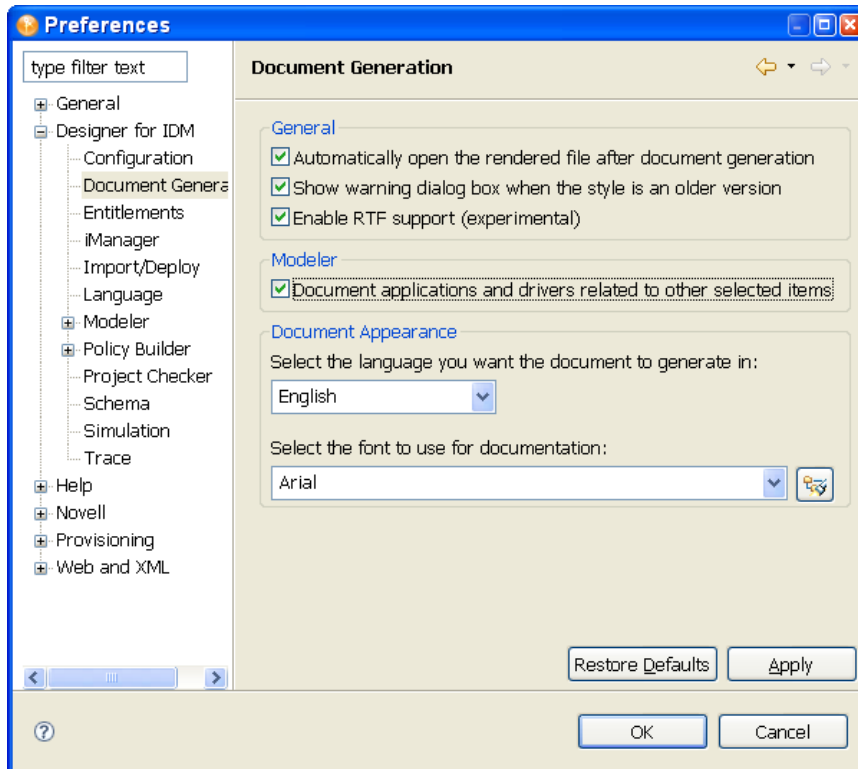 Preferences
type filter text
Document Generation
General
Designer for IDM
Configuration
Document Genera
Entitlements
iManager
Import/Deploy
Language
Modeler
Policy Builder
Project Checker
Schema
Simulation
Trace
Help
Novell
Provisioning
Web and XML
General
Automatically open the rendered file after document generation
Show warning dialog box when the style is an older version
Enable RTF support (experimental)
Modeler
Document applications and drivers related to other selected items
Document Appearance
Select the language you want the document to generate in:
English
Select the font to use for documentation:
Arial
Restore Defaults
Apply
?
OK
Cancel